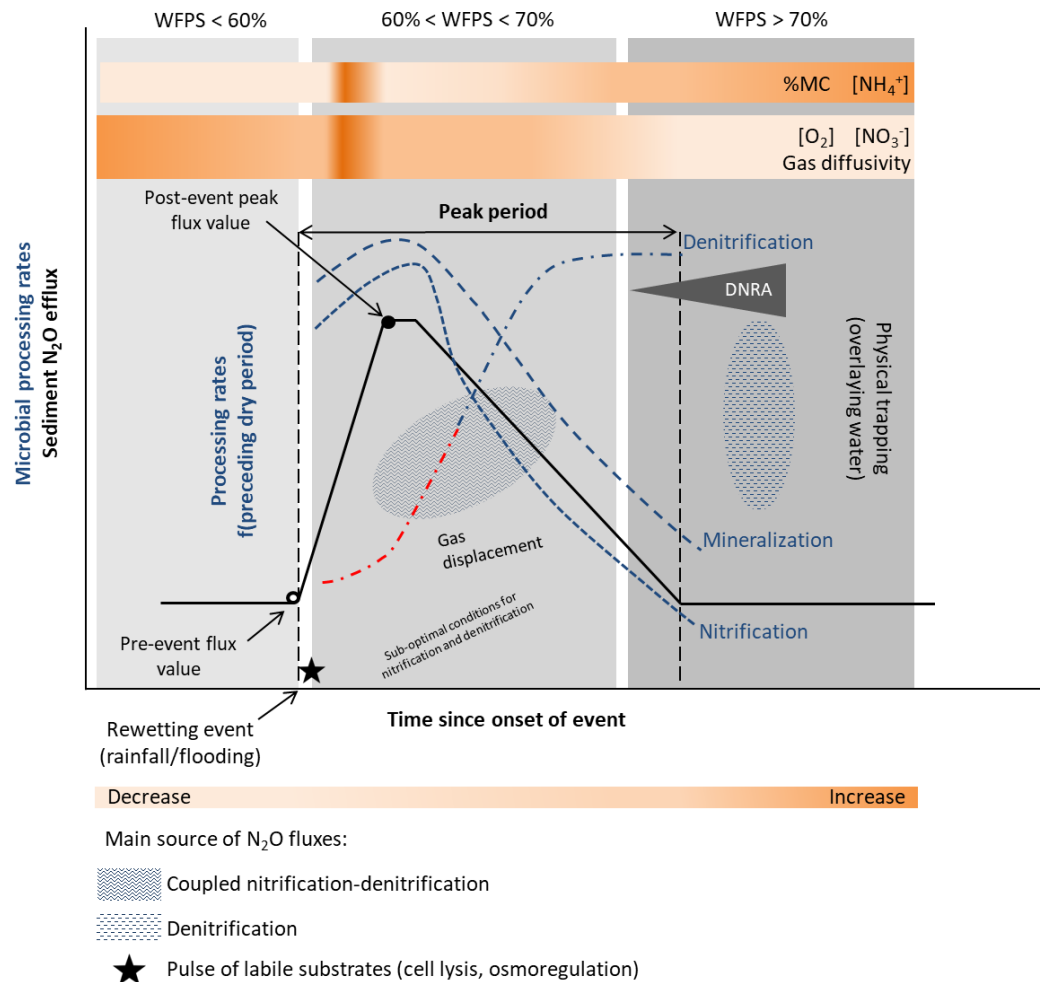 WFPS < 60%
60% < WFPS < 70%
WFPS > 70%
%MC [NH₄⁺]
[O₂] [NO₃⁻]
Gas diffusivity
Post-event peak
flux value
Peak period
Denitrification
DNRA
Microbial processing rates
Sediment N₂O efflux
Processing rates
f(preceding dry period)
Physical trapping
(overlaying water)
Gas
displacement
Mineralization
Sub-optimal conditions for
nitrification and denitrification
Nitrification
Pre-event flux
value
Time since onset of event
Rewetting event
(rainfall/flooding)
Decrease
Increase
Main source of N₂O fluxes:
Coupled nitrification-denitrification
Denitrification
Pulse of labile substrates (cell lysis, osmoregulation)